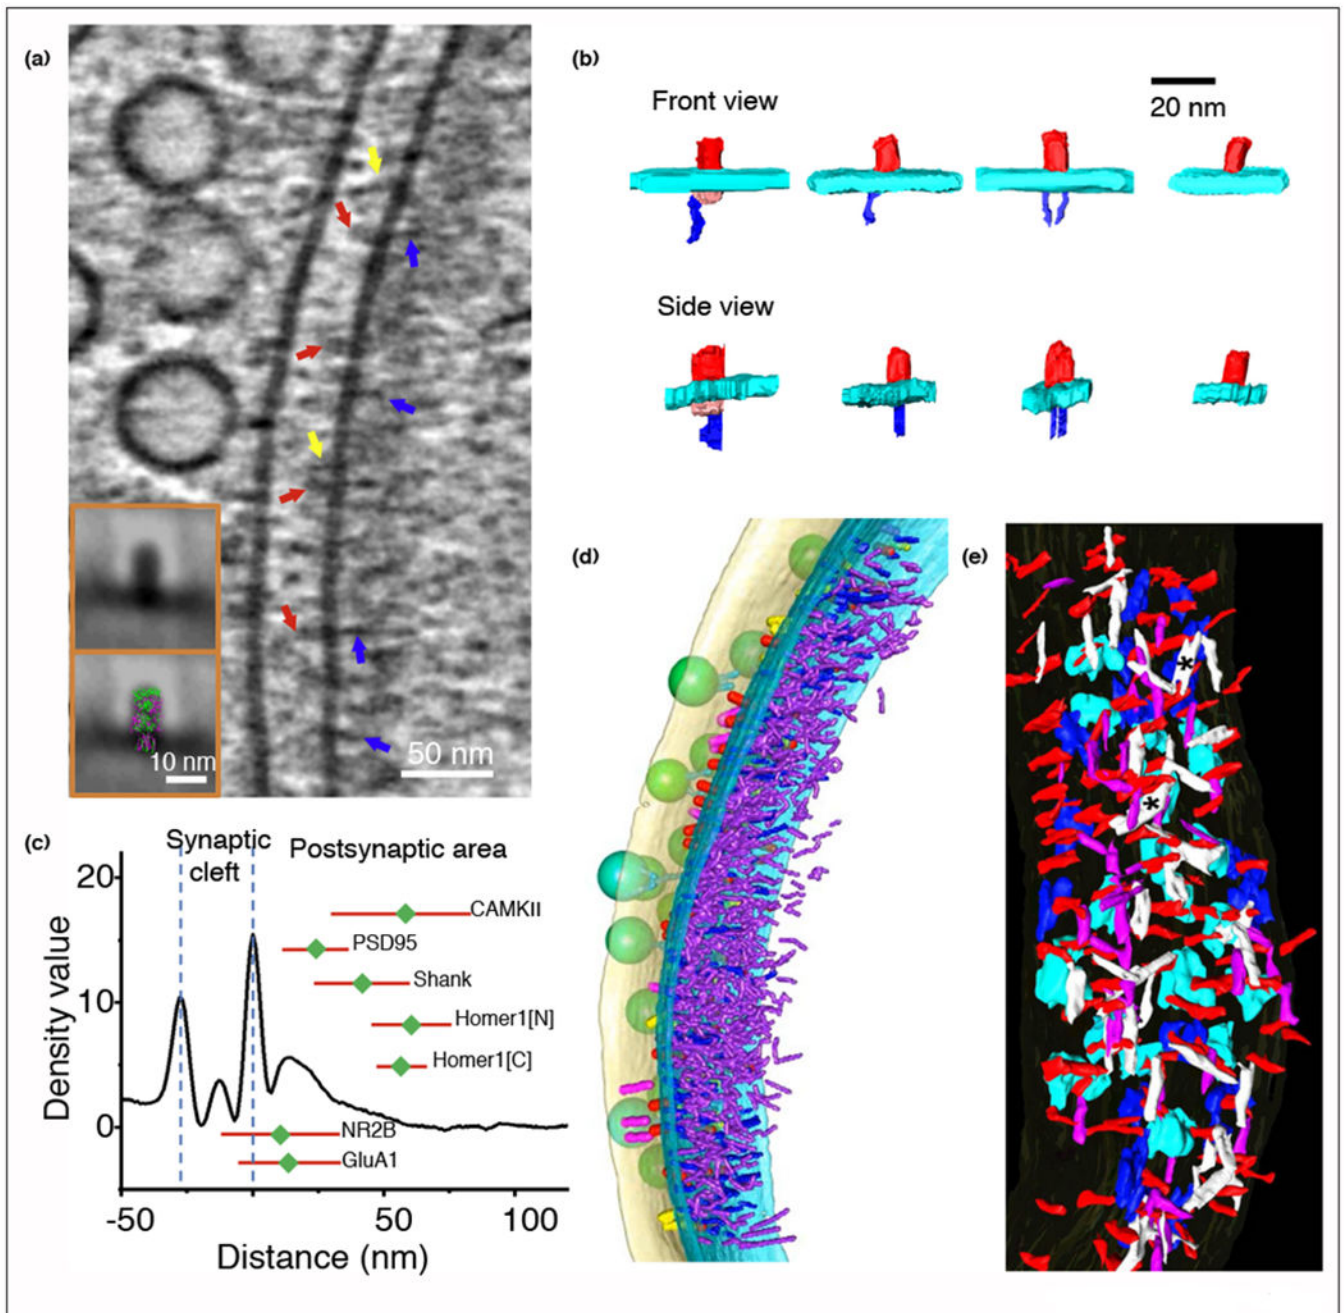 (a)
50 nm
10 nm
(b)
Front view
20 nm
Side view
(c)
Synaptic
cleft
Postsynaptic area
20
10
0
Density value
CAMKII
PSD95
Shank
Homer1[N]
Homer1[C]
NR2B
GluA1
-50
50
100
Distance (nm)
(d)
(e)
*
*